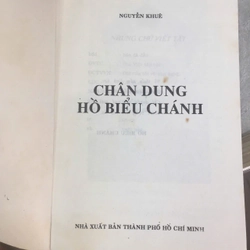 NGUYỄN KHUÊ
CHÂN DUNG
HỒ BIỂU CHÁNH
NHÀ XUẤT BẢN THÀNH PHỐ HỒ CHÍ MINH